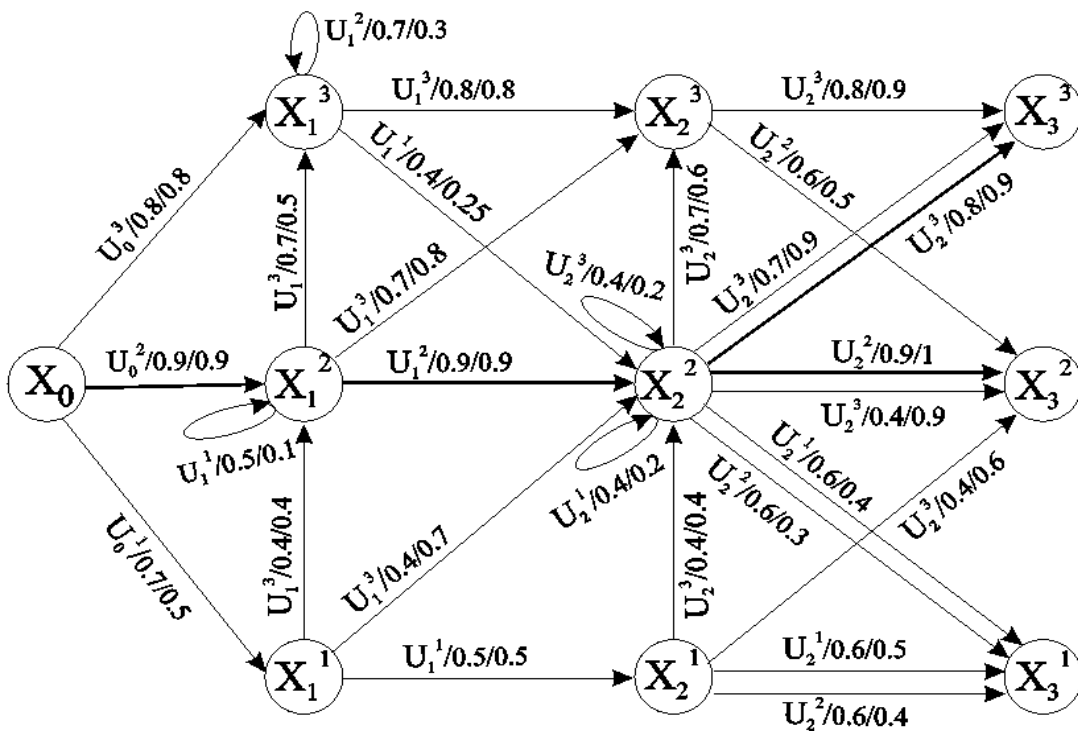 U₁²/0.7/0.3
X₁³
U₁³/0.8/0.8
X₂³
U₂³/0.8/0.9
X₃³
U₁¹/0.4/0.25
U₂²/0.6/0.5
U₀³/0.8/0.8
U₁³/0.7/0.5
U₁³/0.7/0.8
U₂³/0.7/0.6
U₂³/0.7/0.9
U₂³/0.8/0.9
U₂³/0.4/0.2
X₀
U₀²/0.9/0.9
X₁²
U₁²/0.9/0.9
X₂²
U₂²/0.9/1
X₃²
U₂³/0.4/0.9
U₁¹/0.5/0.1
U₂¹/0.4/0.2
U₂¹/0.6/0.4
U₂²/0.6/0.3
U₂³/0.4/0.6
U₀¹/0.7/0.5
U₁³/0.4/0.4
U₁³/0.4/0.7
U₂³/0.4/0.4
X₁¹
U₁¹/0.5/0.5
X₂¹
U₂¹/0.6/0.5
X₃¹
U₂²/0.6/0.4